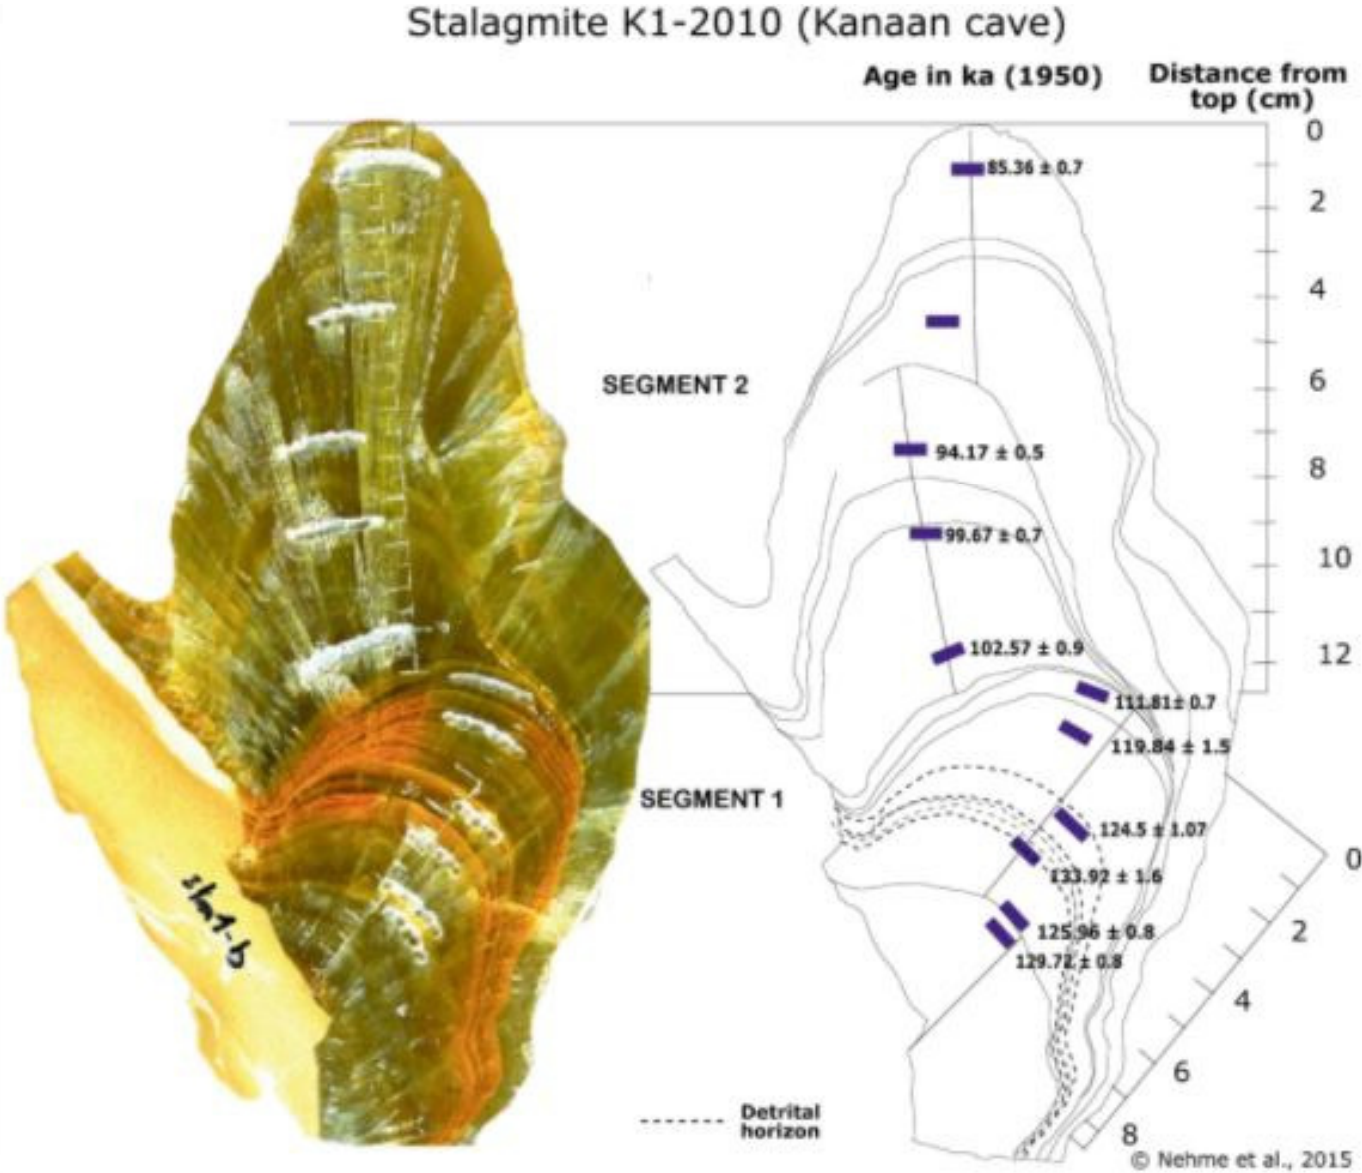 Stalagmite K1-2010 (Kanaan cave)
Age in ka (1950)
Distance from
top (cm)
0
85.36 ± 0.7
2
4
SEGMENT 2
6
94.17 ± 0.5
8
99.67 ± 0.7
10
102.57 ± 0.9
12
111.81± 0.7
119.84 ± 1.5
SEGMENT 1
124.5 ± 1.07
0
133.92 ± 1.6
125.96 ± 0.8
2
129.72 ± 0.8
4
6
Detrital
horizon
8
© Nehme et al., 2015